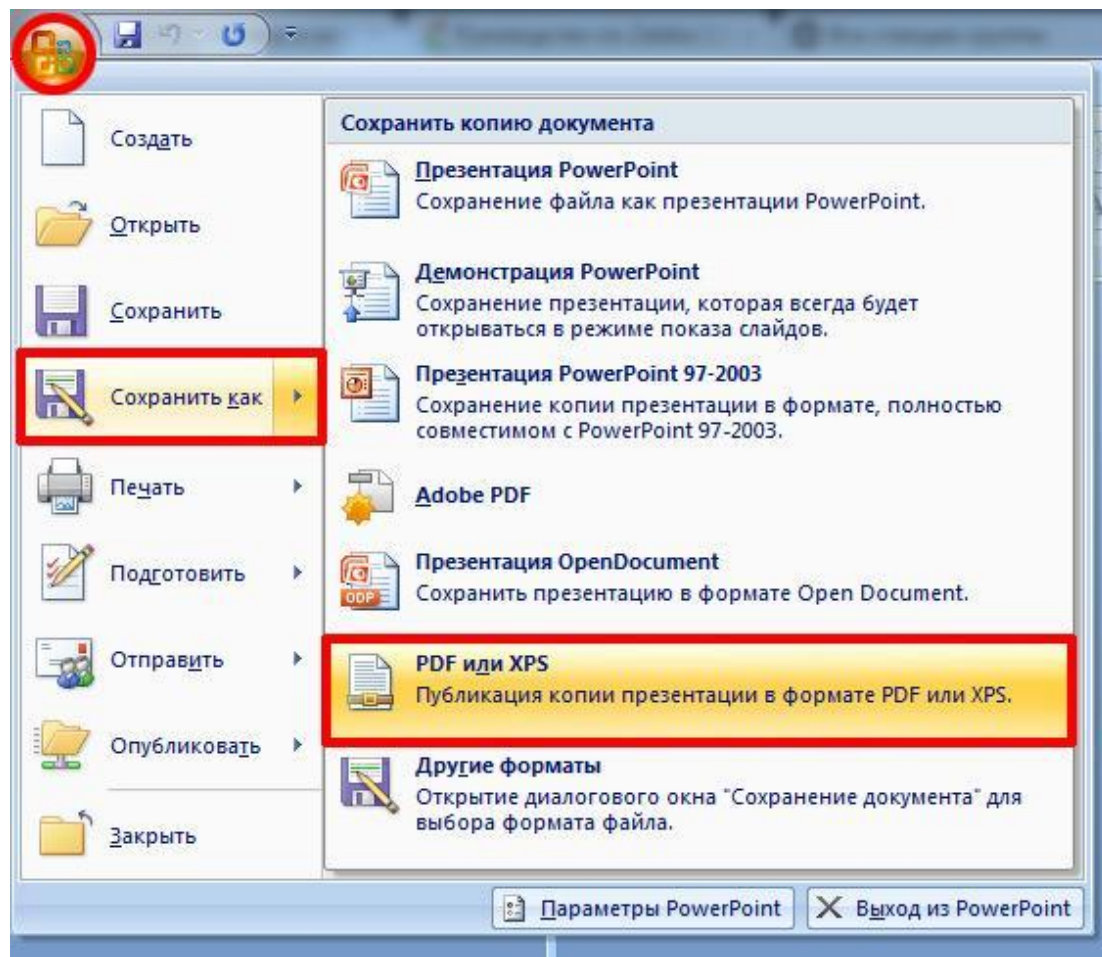 Создать
Открыть
Сохранить
Сохранить как
Печать
Подготовить
Отправить
Опубликовать
Закрыть
Сохранить копию документа
Презентация PowerPoint
Сохранение файла как презентации PowerPoint.
Демонстрация PowerPoint
Сохранение презентации, которая всегда будет
открываться в режиме показа слайдов.
Презентация PowerPoint 97-2003
Сохранение копии презентации в формате, полностью
совместимом с PowerPoint 97-2003.
Adobe PDF
Презентация OpenDocument
ODP
Сохранить презентацию в формате Open Document.
PDF или XPS
Публикация копии презентации в формате PDF или XPS.
Другие форматы
Открытие диалогового окна "Сохранение документа" для
выбора формата файла.
Параметры PowerPoint
Выход из PowerPoint